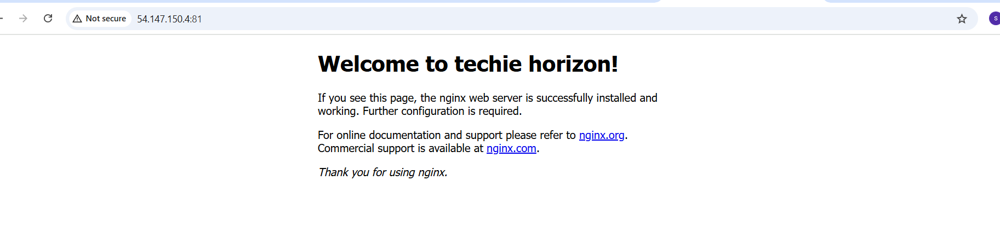 Not secure 54.147.150.4:81
S
Welcome to techie horizon!
If you see this page, the nginx web server is successfully installed and
working. Further configuration is required.
For online documentation and support please refer to nginx.org.
Commercial support is available at nginx.com.
Thank you for using nginx.